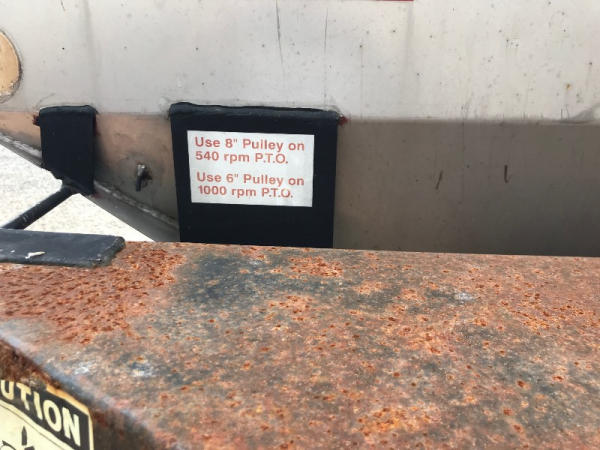 Use 8" Pulley on
540 rpm P.T.O.
Use 6" Pulley on
1000 rpm P.T.O.
UTION